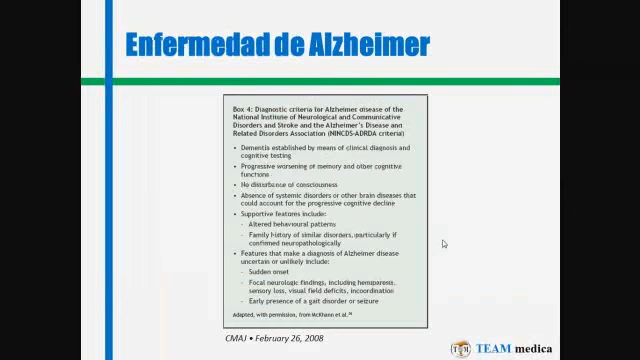 Enfermedad de Alzheimer
Box 4: Diagnostic criteria for Alzheimer disease of the
National Institute of Neurological and Communicative
Disorders and Stroke and the Alzheimer's Disease and
Related Disorders Association (NINCDS-ADRDA criteria)
• Dementia established by means of clinical diagnosis and
cognitive testing
• Progressive worsening of memory and other cognitive
functions
• No disturbance of consciousness
• Absence of systemic disorders or other brain diseases that
could account for the progressive cognitive decline
• Supportive features include:
– Altered behavioural patterns
– Family history of similar disorders, particularly if
confirmed neuropathologically
• Features that make a diagnosis of Alzheimer disease
uncertain or unlikely include:
– Sudden onset
– Focal neurologic findings, including hemiparesis,
sensory loss, visual field deficits, incoordination
– Early presence of a gait disorder or seizure
Adapted, with permission, from McKhann et al.
CMAJ • February 26, 2008
TEAM medica